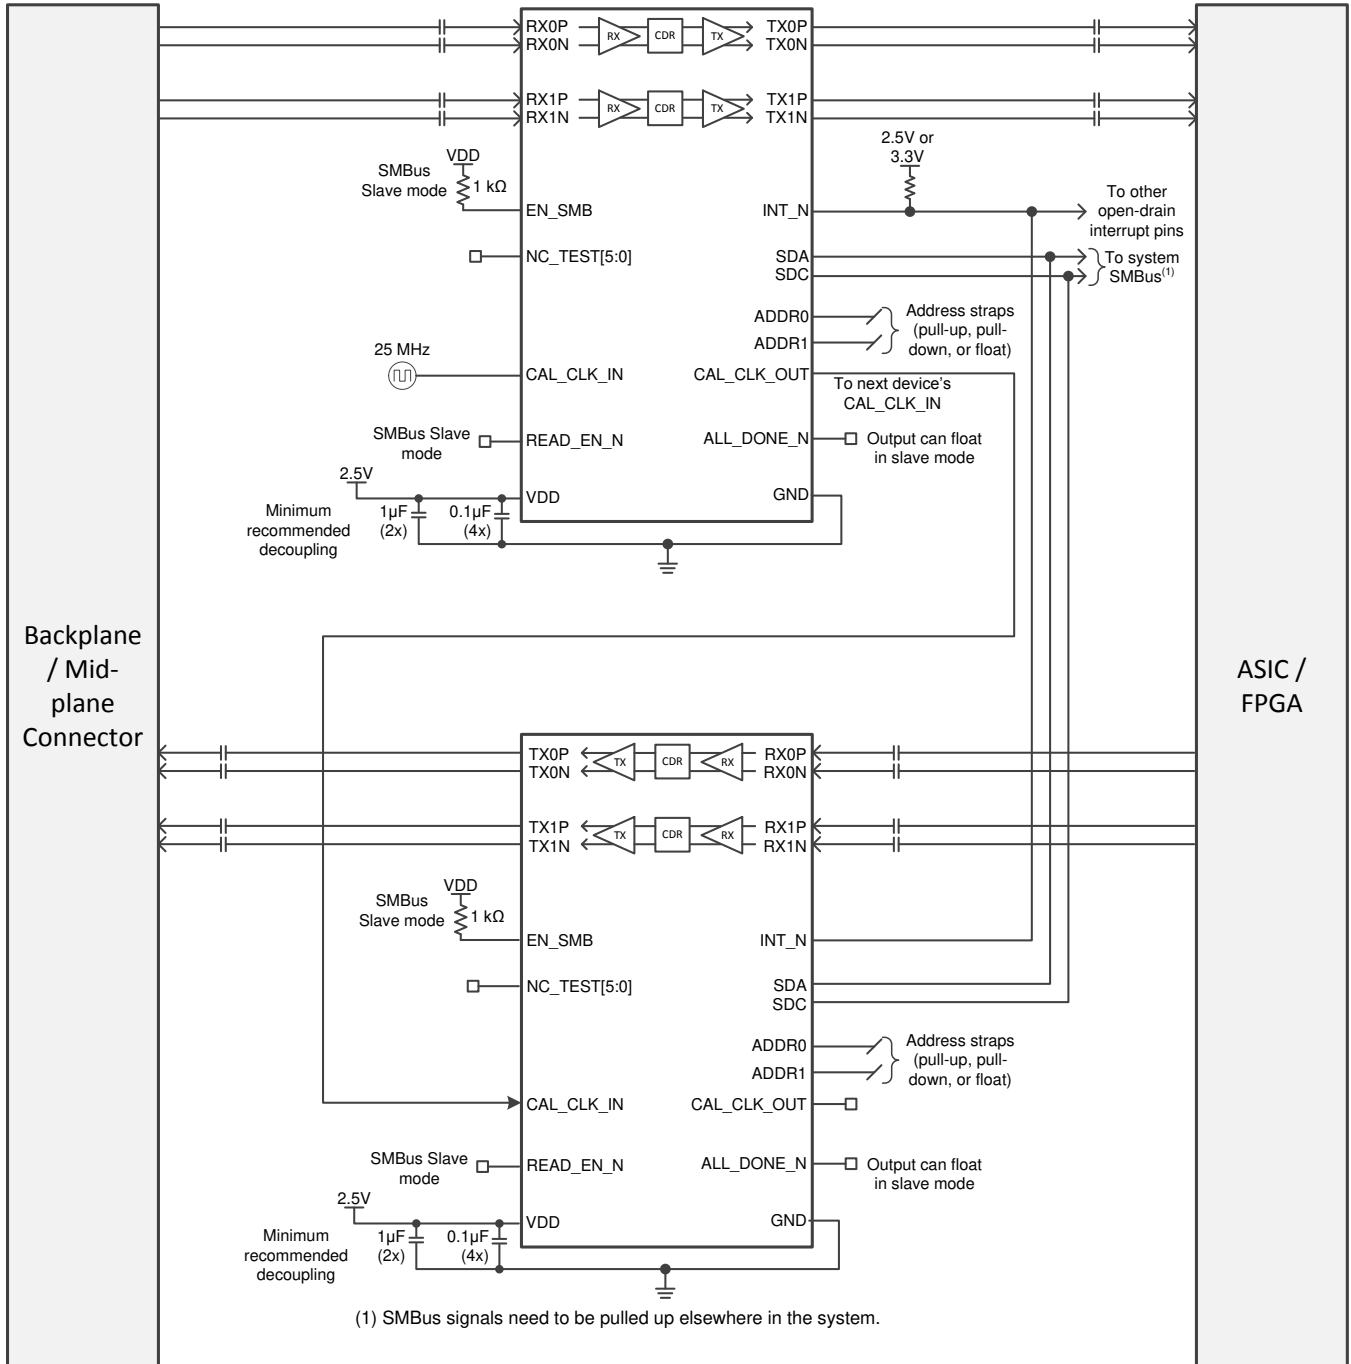 RX0P
RX0N
RX
CDR
TX
TX0P
TX0N
RX1P
RX1N
RX
CDR
TX
TX1P
TX1N
VDD
SMBus
Slave mode
1 kΩ
EN_SMB
2.5V or
3.3V
INT_N
To other
open-drain
interrupt pins
NC_TEST[5:0]
SDA
SDC
To system
SMBus(1)
ADDR0
ADDR1
Address straps
(pull-up, pull-
down, or float)
25 MHz
CAL_CLK_IN
CAL_CLK_OUT
To next device's
CAL_CLK_IN
SMBus Slave
mode
READ_EN_N
ALL_DONE_N
Output can float
in slave mode
2.5V
VDD
GND
Minimum
recommended
decoupling
1µF
(2x)
0.1µF
(4x)
Backplane
/ Mid-
plane
Connector
ASIC /
FPGA
TX0P
TX0N
TX
CDR
RX
RX0P
RX0N
TX1P
TX1N
TX
CDR
RX
RX1P
RX1N
VDD
SMBus
Slave mode
1 kΩ
EN_SMB
INT_N
NC_TEST[5:0]
SDA
SDC
ADDR0
ADDR1
Address straps
(pull-up, pull-
down, or float)
CAL_CLK_IN
CAL_CLK_OUT
SMBus Slave
mode
READ_EN_N
ALL_DONE_N
Output can float
in slave mode
2.5V
VDD
GND
Minimum
recommended
decoupling
1µF
(2x)
0.1µF
(4x)
(1) SMBus signals need to be pulled up elsewhere in the system.